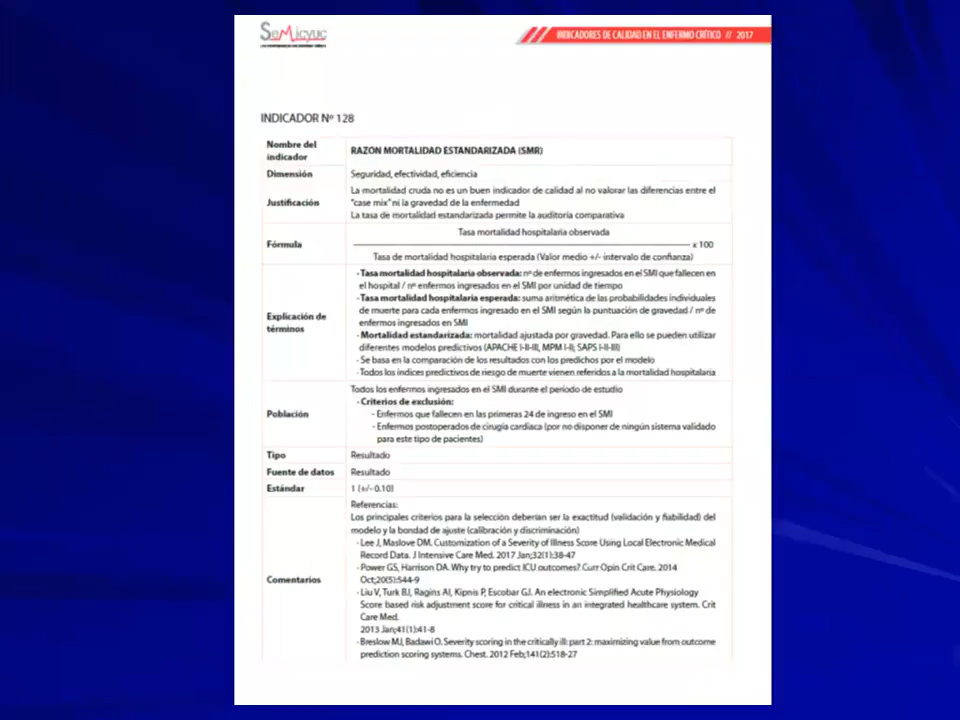 SeMicyuc
INDICADORES DE CALIDAD EN EL ENFERMO CRÍTICO // 2017
INDICADOR Nº 128
Nombre del
indicador
RAZON MORTALIDAD ESTANDARIZADA (SMR)
Dimensión
Seguridad, efectividad, eficiencia
Justificación
La mortalidad cruda no es un buen indicador de calidad al no valorar las diferencias entre el
"case mix" ni la gravedad de la enfermedad
La tasa de mortalidad estandarizada permite la auditoría comparativa
Fórmula
Tasa mortalidad hospitalaria observada
x 100
Tasa de mortalidad hospitalaria esperada (Valor medio +/- intervalo de confianza)
Explicación de
términos
- Tasa mortalidad hospitalaria observada: nº de enfermos ingresados en el SMI que fallecen en
el hospital / nº enfermos ingresados en el SMI por unidad de tiempo
- Tasa mortalidad hospitalaria esperada: suma aritmética de las probabilidades individuales
de muerte para cada enfermo ingresado en el SMI según la puntuación de gravedad / nº de
enfermos ingresados en SMI
- Mortalidad estandarizada: mortalidad ajustada por gravedad. Para ello se pueden utilizar
diferentes modelos predictivos (APACHE I-II-III, MPM I-II; SAPS I-II-III)
- Se basa en la comparación de los resultados con los predichos por el modelo
- Todos los índices predictivos de riesgo de muerte vienen referidos a la mortalidad hospitalaria
Población
Todos los enfermos ingresados en el SMI durante el periodo de estudio
- Criterios de exclusión:
- Enfermos que fallecen en las primeras 24 de ingreso en el SMI
- Enfermos postoperados de cirugía cardiaca (por no disponer de ningún sistema validado
para este tipo de pacientes)
Tipo
Resultado
Fuente de datos
Resultado
Estándar
1 (+/- 0.10)
Comentarios
Referencias:
Los principales criterios para la selección deberían ser la exactitud (validación y fiabilidad) del
modelo y la bondad de ajuste (calibración y discriminación)
- Lee J, Maslove DM. Customization of a Severity of Illness Score Using Local Electronic Medical
Record Data. J Intensive Care Med. 2017 Jan;32(1):38-47
- Power GS, Harrison DA. Why try to predict ICU outcomes? Curr Opin Crit Care. 2014
Oct;20(5):544-9
- Liu V, Turk BJ, Ragins AI, Kipnis P, Escobar GJ. An electronic Simplified Acute Physiology
Score based risk adjustment score for critical illness in an integrated healthcare system. Crit
Care Med.
2013 Jan;41(1):41-8
- Breslow MJ, Badawi O. Severity scoring in the critically ill: part 2: maximizing value from outcome
prediction scoring systems. Chest. 2012 Feb;141(2):518-27